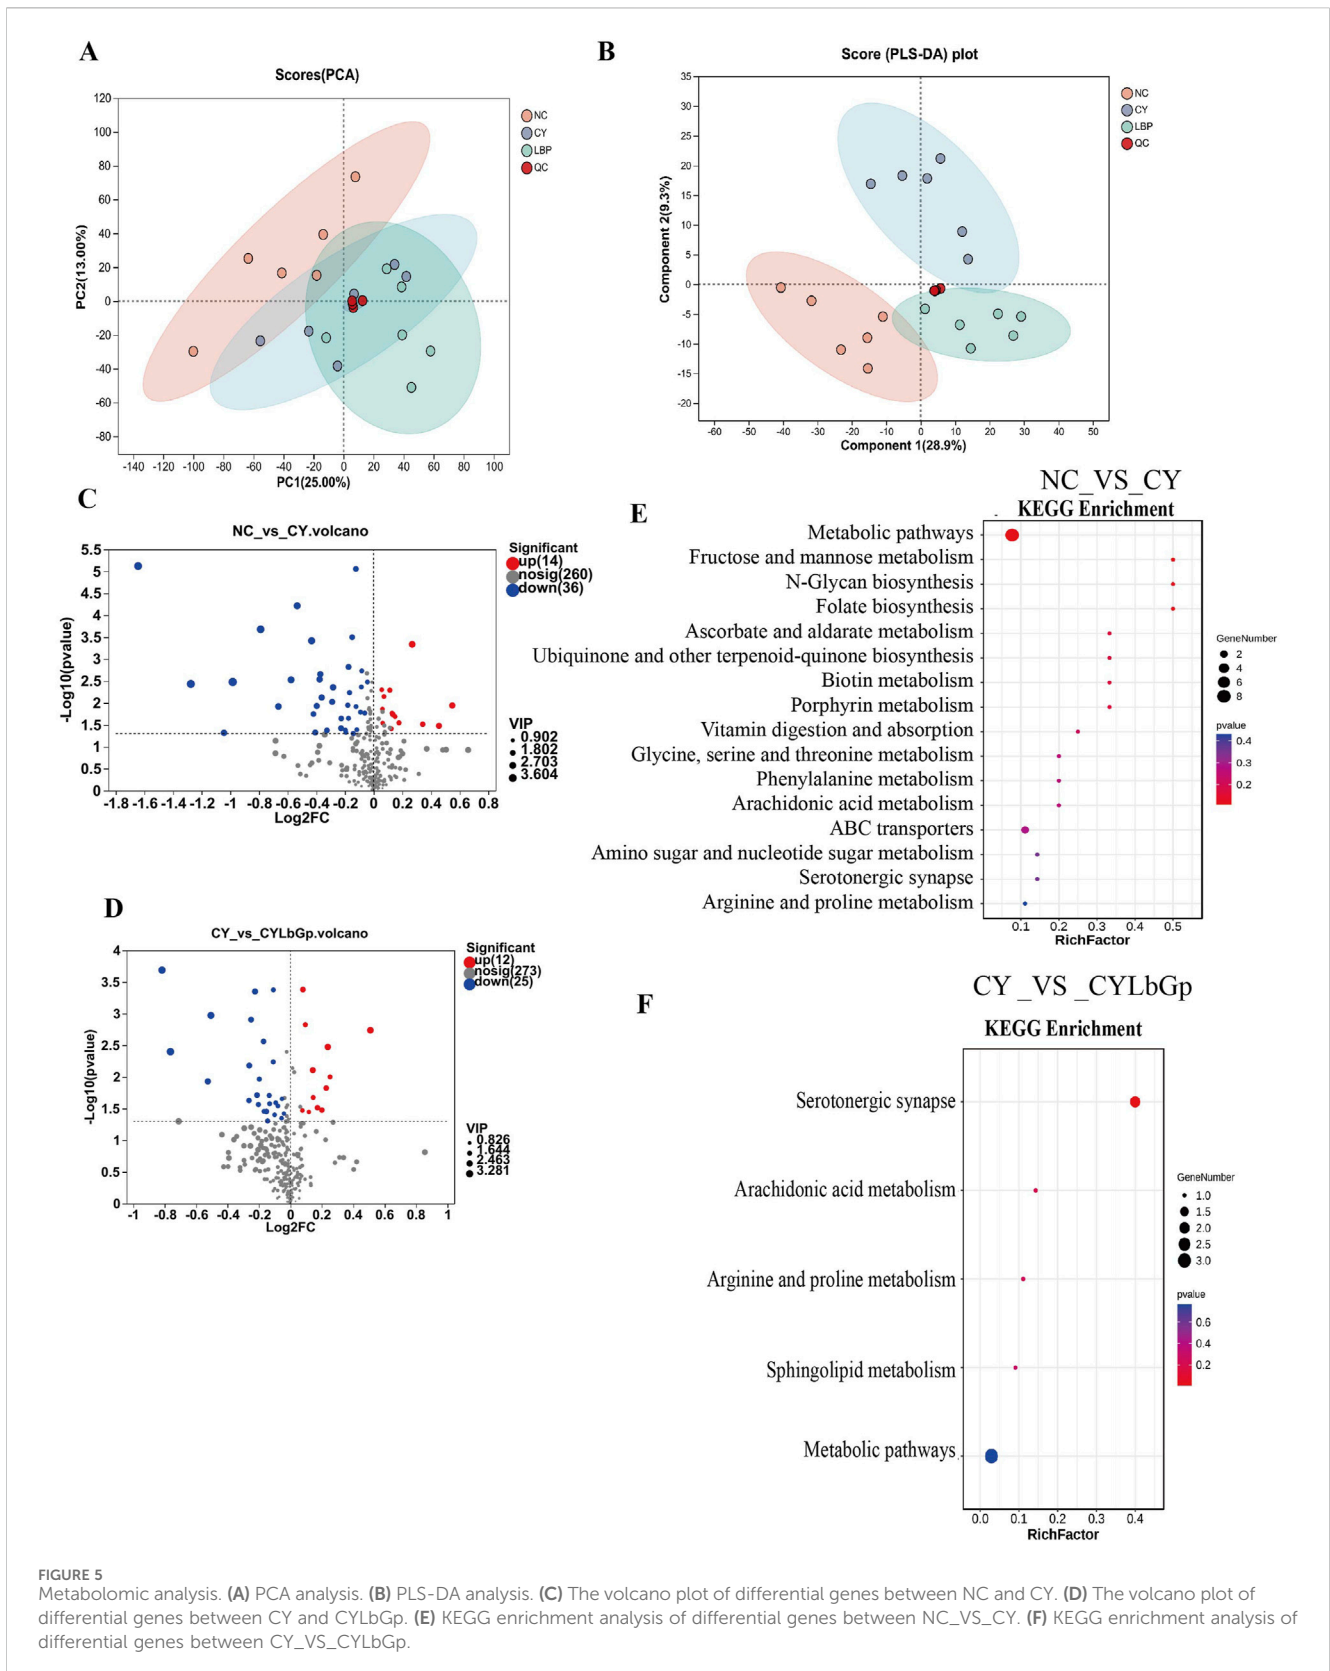 A
Scores(PCA)
120
100
80
60
40
20
0
-20
-40
-60
-80
PC2(13.00%)
-140 -120 -100 -80 -60 -40 -20 0 20 40 60 80 100
PC1(25.00%)
NC
CY
LBP
QC
B
Score (PLS-DA) plot
35
30
25
20
15
10
5
0
-5
-10
-15
-20
Component 2(9.3%)
-60 -50 -40 -30 -20 -10 0 10 20 30 40 50
Component 1(28.9%)
NC
CY
LBP
QC
C
NC_vs_CY.volcano
5.5
5
4.5
4
3.5
3
2.5
2
1.5
1
0.5
0
-Log10(pvalue)
-1.8 -1.6 -1.4 -1.2 -1 -0.8 -0.6 -0.4 -0.2 0 0.2 0.4 0.6 0.8
Log2FC
Significant
up(14)
nosig(260)
down(36)
VIP
0.902
1.802
2.703
3.604
D
CY_vs_CYLbGp.volcano
4
3.5
3
2.5
2
1.5
1
0.5
0
-Log10(pvalue)
-1 -0.8 -0.6 -0.4 -0.2 0 0.2 0.4 0.6 0.8 1
Log2FC
Significant
up(12)
nosig(273)
down(25)
VIP
0.826
1.644
2.463
3.281
E
NC_VS_CY
KEGG Enrichment
Metabolic pathways
Fructose and mannose metabolism
N-Glycan biosynthesis
Folate biosynthesis
Ascorbate and aldarate metabolism
Ubiquinone and other terpenoid-quinone biosynthesis
Biotin metabolism
Porphyrin metabolism
Vitamin digestion and absorption
Glycine, serine and threonine metabolism
Phenylalanine metabolism
Arachidonic acid metabolism
ABC transporters
Amino sugar and nucleotide sugar metabolism
Serotonergic synapse
Arginine and proline metabolism
0.1 0.2 0.3 0.4 0.5
RichFactor
GeneNumber
2
4
6
8
pvalue
0.4
0.2
F
CY _VS _CYLbGp
KEGG Enrichment
Serotonergic synapse
Arachidonic acid metabolism
Arginine and proline metabolism
Sphingolipid metabolism
Metabolic pathways
0.0 0.1 0.2 0.3 0.4
RichFactor
GeneNumber
1.0
1.5
2.0
2.5
3.0
pvalue
0.6
0.4
0.2
FIGURE 5
Metabolomic analysis. (A) PCA analysis. (B) PLS-DA analysis. (C) The volcano plot of differential genes between NC and CY. (D) The volcano plot of
differential genes between CY and CYLbGp. (E) KEGG enrichment analysis of differential genes between NC_VS_CY. (F) KEGG enrichment analysis of
differential genes between CY_VS_CYLbGp.